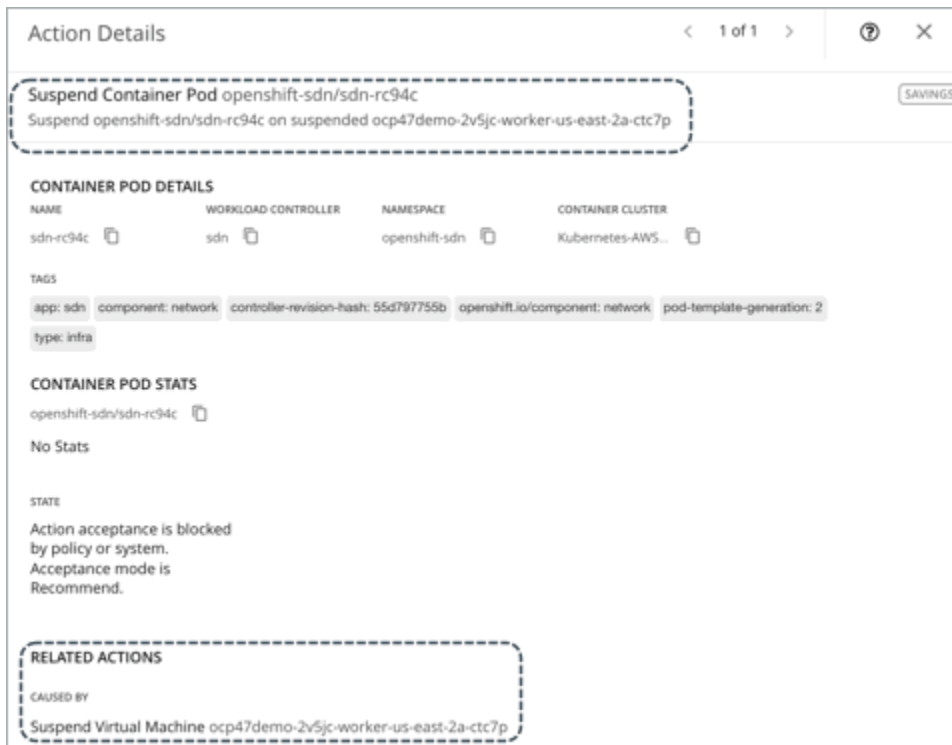 Action Details
1 of 1
Suspend Container Pod openshift-sdn/sdn-rc94c
SAVINGS
Suspend openshift-sdn/sdn-rc94c on suspended ocp47demo-2v5jc-worker-us-east-2a-ctc7p
CONTAINER POD DETAILS
NAME WORKLOAD CONTROLLER NAMESPACE CONTAINER CLUSTER
sdn-rc94c sdn openshift-sdn Kubernetes-AWS...
TAGS
app: sdn component: network controller-revision-hash: 55d797755b openshift.io/component: network pod-template-generation: 2
type: infra
CONTAINER POD STATS
openshift-sdn/sdn-rc94c
No Stats
STATE
Action acceptance is blocked
by policy or system.
Acceptance mode is
Recommend.
RELATED ACTIONS
CAUSED BY
Suspend Virtual Machine ocp47demo-2v5jc-worker-us-east-2a-ctc7p